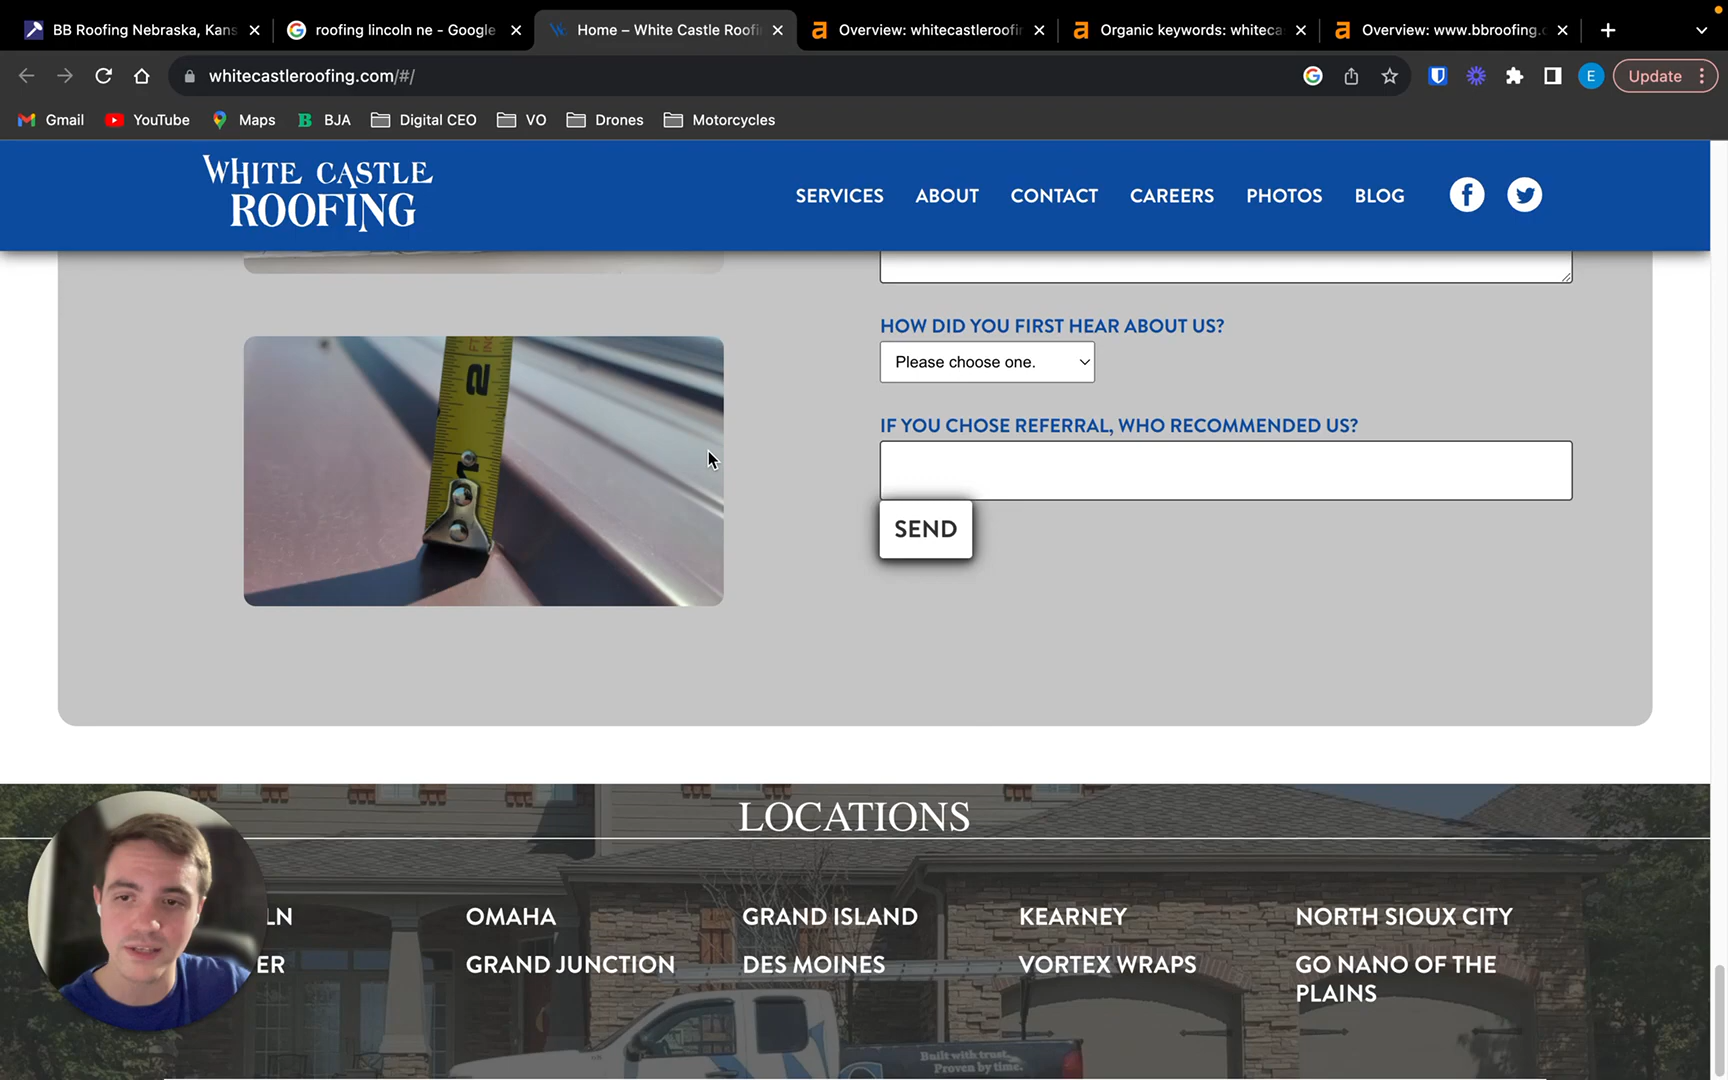 BB Roofing Nebraska, Kans
roofing lincoln ne - Google
Home – White Castle Roofi
Overview: whitecastleroofin
Organic keywords: whiteca
Overview: www.bbroofing.c
whitecastleroofing.com/#/
E
Update
Gmail
YouTube
Maps
BJA
Digital CEO
VO
Drones
Motorcycles
WHITE CASTLE
ROOFING
SERVICES
ABOUT
CONTACT
CAREERS
PHOTOS
BLOG
HOW DID YOU FIRST HEAR ABOUT US?
Please choose one.
IF YOU CHOSE REFERRAL, WHO RECOMMENDED US?
SEND
2
1
LOCATIONS
LN
OMAHA
GRAND ISLAND
KEARNEY
NORTH SIOUX CITY
ER
GRAND JUNCTION
DES MOINES
VORTEX WRAPS
GO NANO OF THE
PLAINS
Built with trust.
Proven by time.